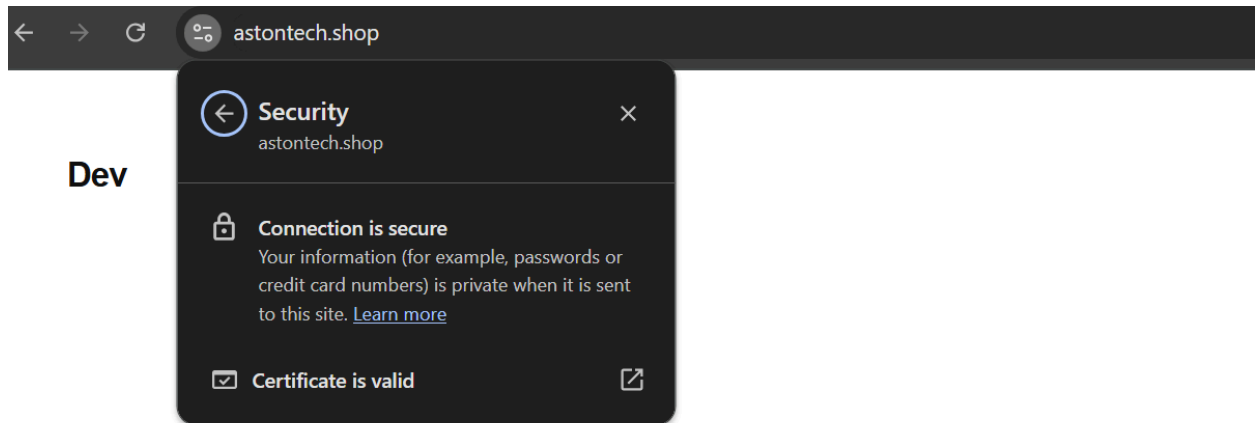 astontech.shop
Security
astontech.shop
Dev
Connection is secure
Your information (for example, passwords or
credit card numbers) is private when it is sent
to this site. Learn more
Certificate is valid